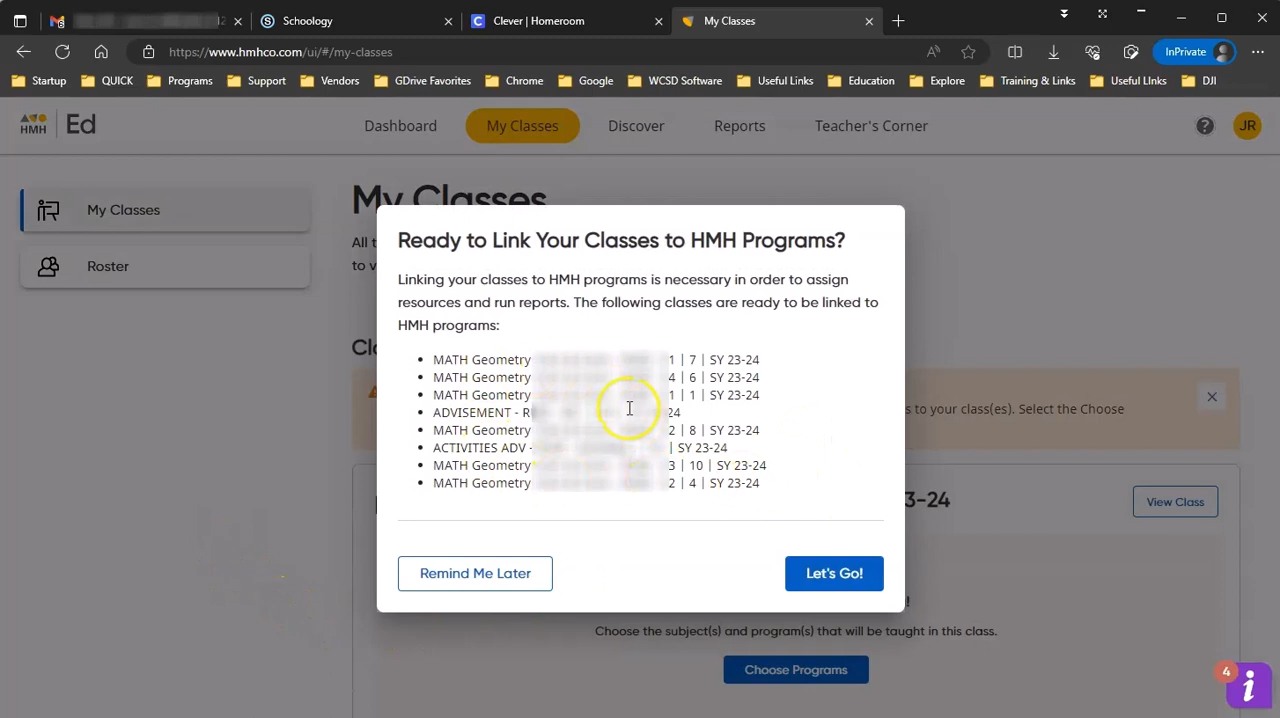 Schoology
Clever | Homeroom
My Classes
https://www.hmhco.com/ui/#/my-classes
InPrivate
Startup QUICK Programs Support Vendors GDrive Favorites Chrome Google WCSD Software Useful Links Education Explore Training & Links Useful LInks DJI
HMH Ed
Dashboard My Classes Discover Reports Teacher's Corner
JR
My Classes
Roster
My Classes
All t
to v
Ready to Link Your Classes to HMH Programs?
Linking your classes to HMH programs is necessary in order to assign
resources and run reports. The following classes are ready to be linked to
HMH programs:
MATH Geometry 1 | 7 | SY 23-24
MATH Geometry 4 | 6 | SY 23-24
MATH Geometry 1 | 1 | SY 23-24
ADVISEMENT - 24
MATH Geometry 2 | 8 | SY 23-24
ACTIVITIES ADV - | SY 23-24
MATH Geometry 3 | 10 | SY 23-24
MATH Geometry 2 | 4 | SY 23-24
Remind Me Later
Let's Go!
s to your class(es). Select the Choose
3-24
View Class
Choose the subject(s) and program(s) that will be taught in this class.
Choose Programs
4